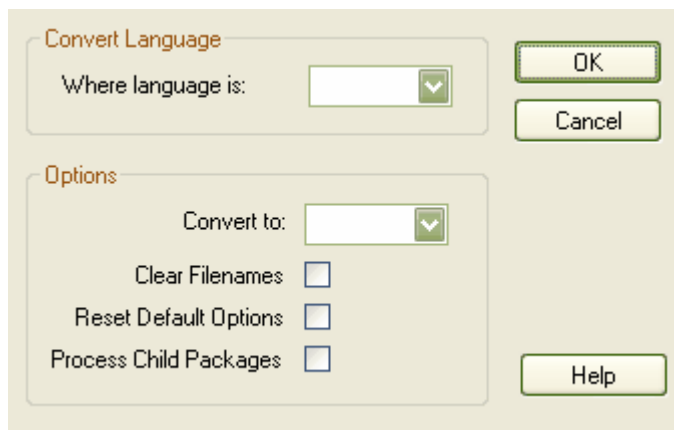 Convert Language
Where language is:
OK
Cancel
Options
Convert to:
Clear Filenames
Reset Default Options
Process Child Packages
Help